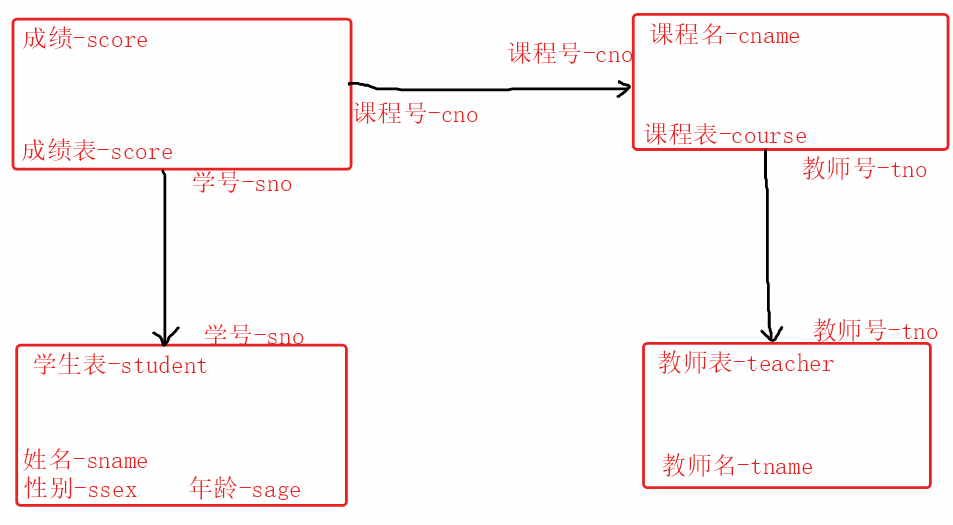 成绩-score
课程名-cname
课程号-cno
课程号-cno
成绩表-score
课程表-course
学号-sno
教师号-tno
学号-sno
教师号-tno
学生表-student
教师表-teacher
姓名-sname
教师名-tname
性别-ssex 年龄-sage